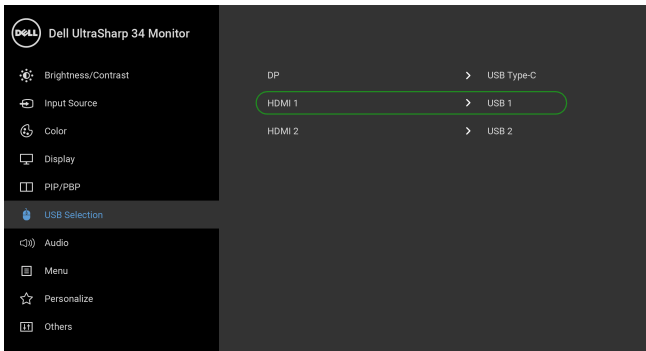 DELL Dell UltraSharp 34 Monitor
Brightness/Contrast
Input Source
Color
Display
PIP/PBP
USB Selection
Audio
Menu
Personalize
Others
DP > USB Type-C
HDMI 1 > USB 1
HDMI 2 > USB 2